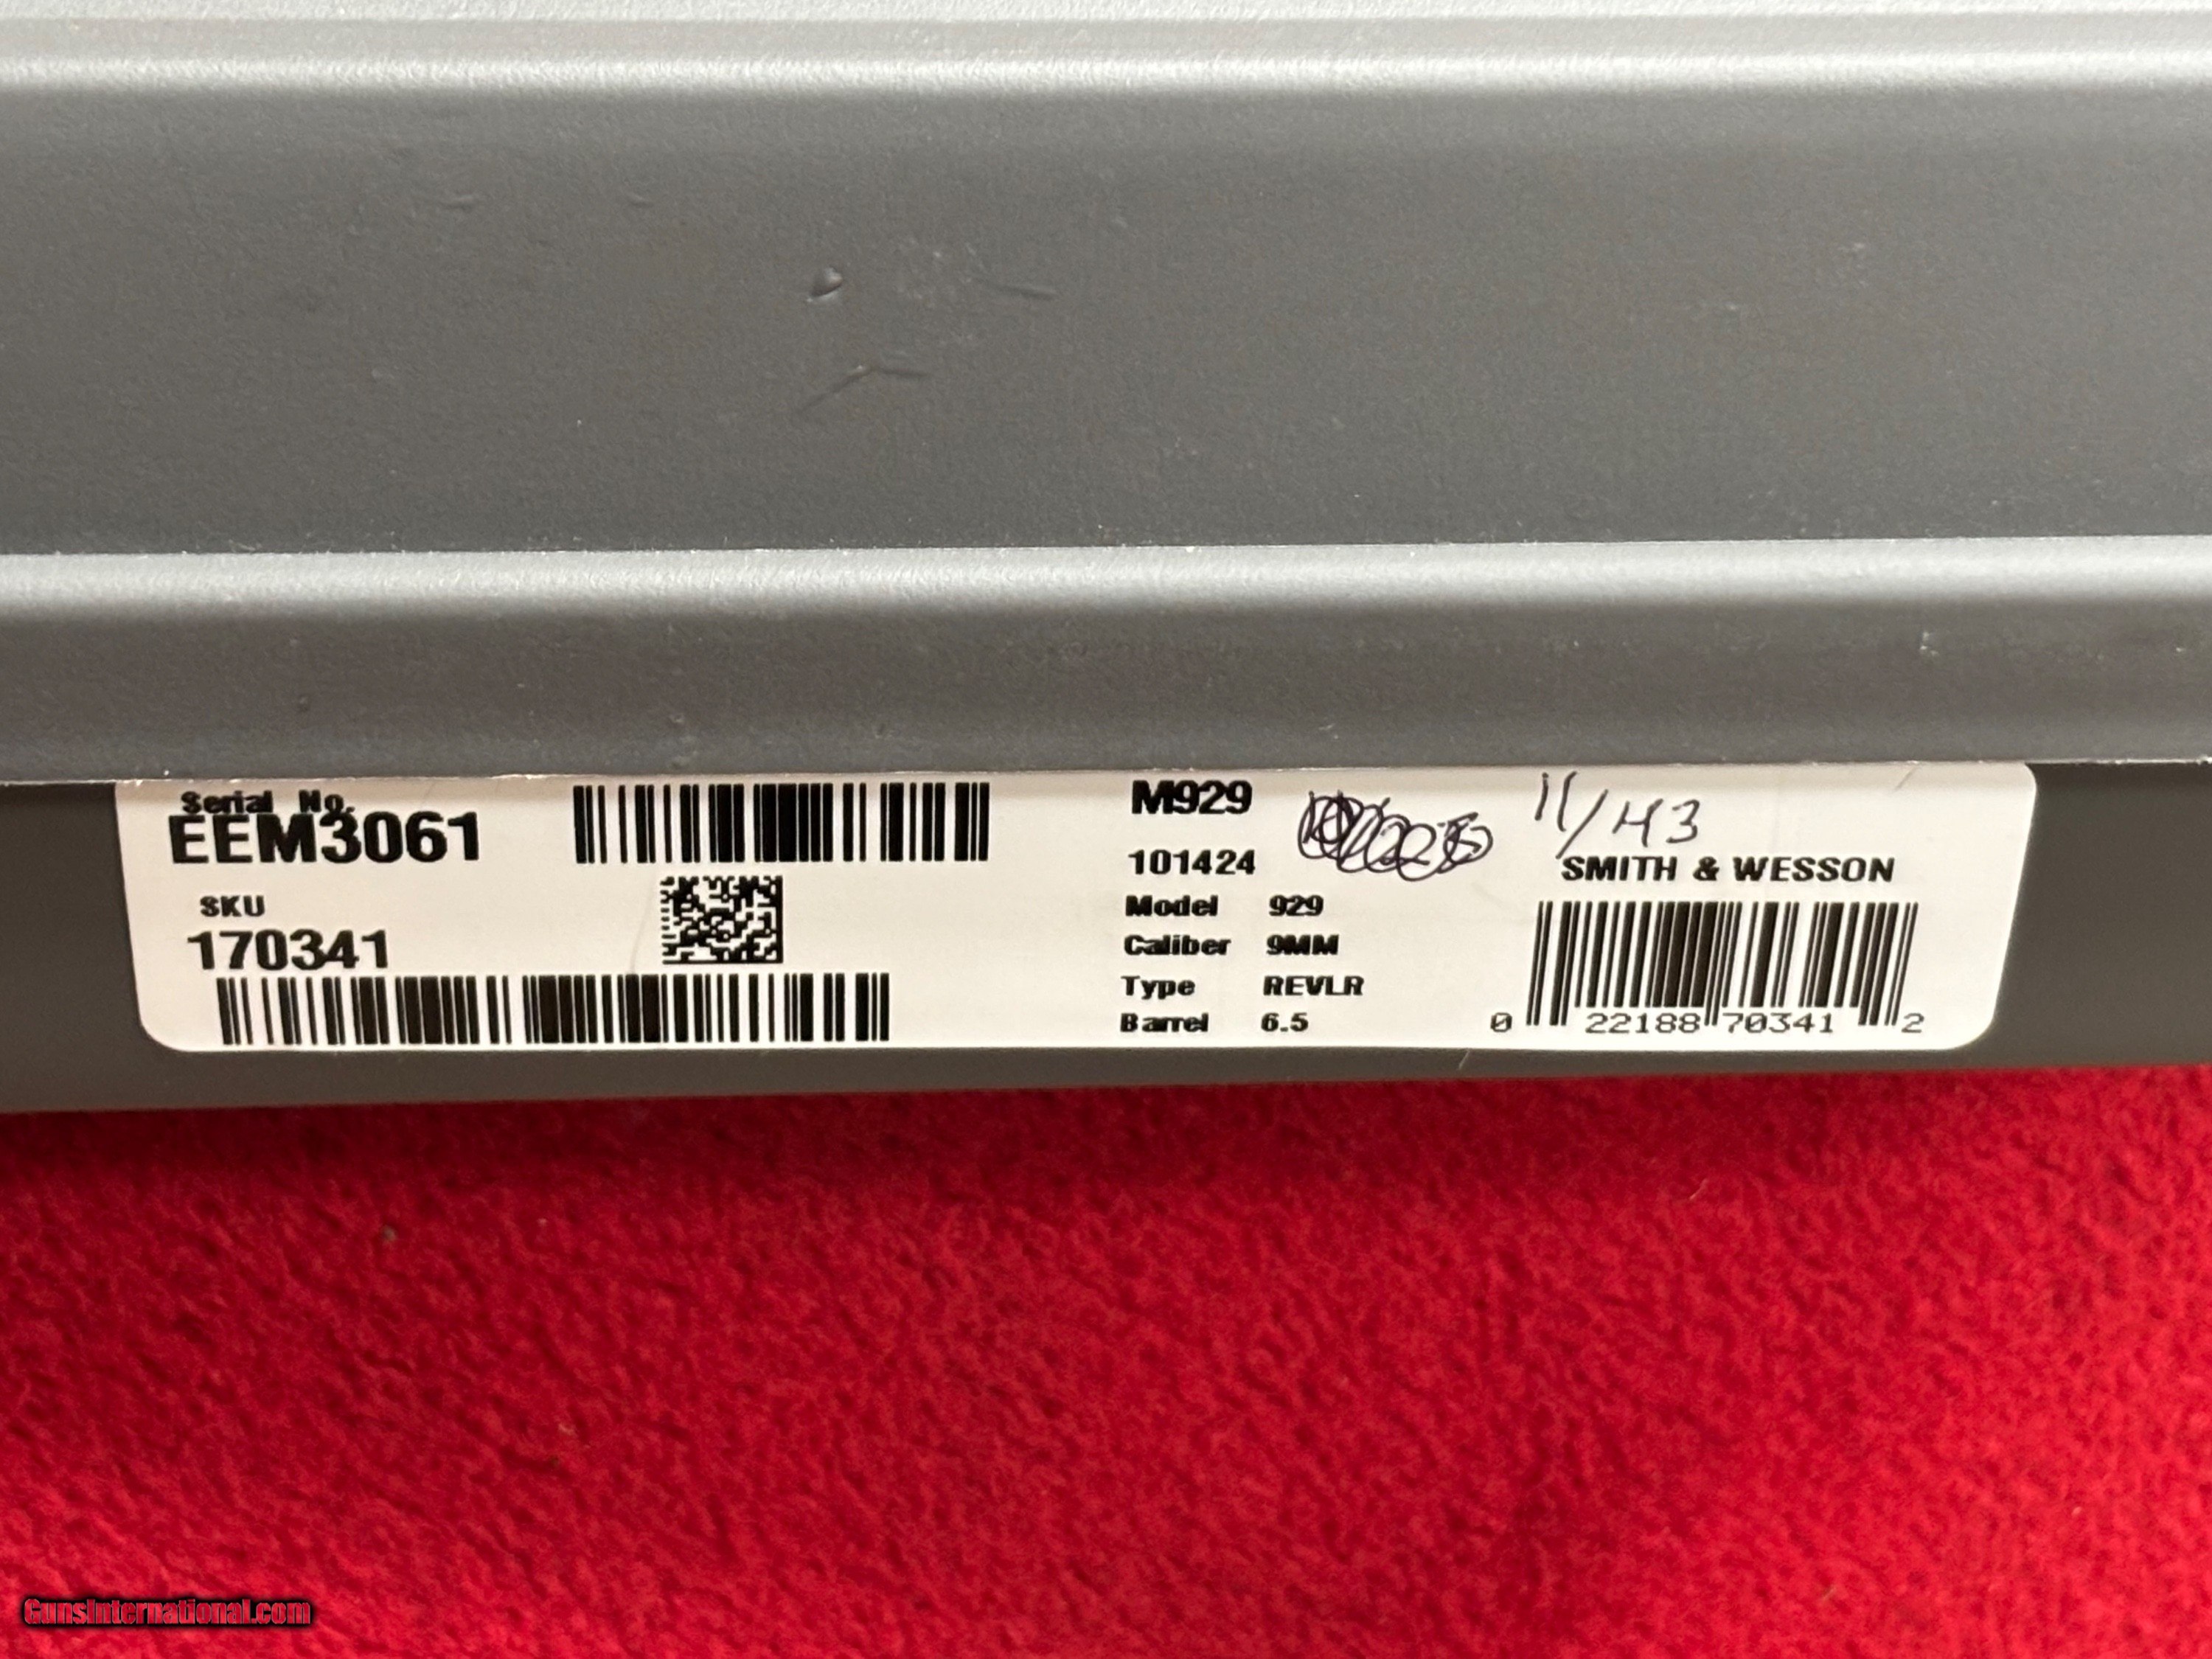 Serial No.
EEM3061
SKU
170341
M929
101424
Model 929
Caliber 9MM
Type REVLR
Barrel 6.5
11/43
SMITH & WESSON
0 22188 70341 2
GunsInternational.com